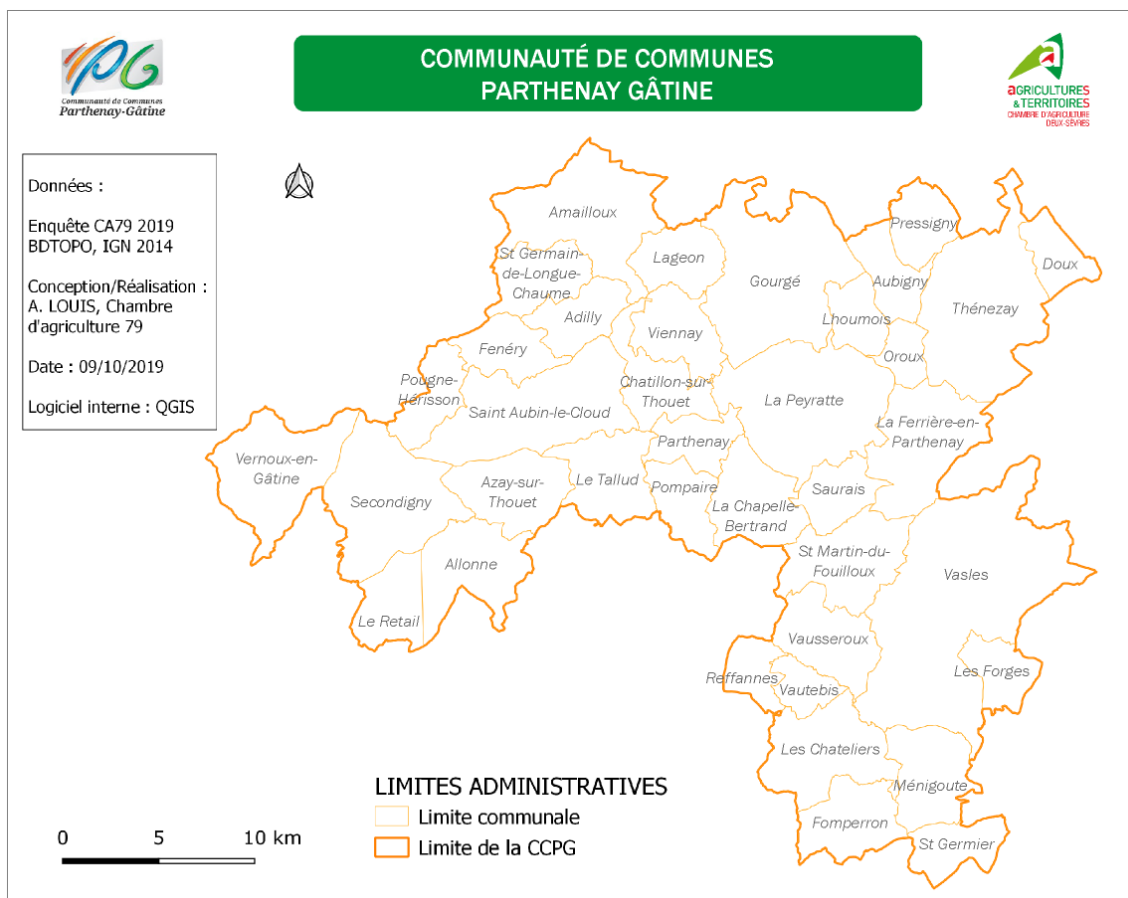 Communauté de Communes
Parthenay-Gâtine
COMMUNAUTÉ DE COMMUNES
PARTHENAY GÂTINE
AGRICULTURES
& TERRITOIRES
CHAMBRE D'AGRICULTURE
DEUX-SÈVRES
Données :
Enquête CA79 2019
BDTOPO, IGN 2014
Conception/Réalisation :
A. LOUIS, Chambre
d'agriculture 79
Date : 09/10/2019
Logiciel interne : QGIS
Amailloux
Pressigny
St Germain-
de-Longue-
Chaume
Lageon
Gourgé
Aubigny
Doux
Thénezay
Adilly
Viennay
Lhoumois
Fenéry
Oroux
Pougne-
Hérisson
Chatillon-sur-
Thouet
Saint Aubin-le-Cloud
La Peyratte
La Ferrière-en-
Parthenay
Parthenay
Vernoux-en-
Gâtine
Secondigny
Azay-sur-
Thouet
Le Tallud
Pompaire
Saurais
La Chapelle-
Bertrand
Allonne
St Martin-du-
Fouilloux
Vasles
Le Retail
Vausseroux
Reffannes
Vautebis
Les Forges
Les Chateliers
Ménigoute
Fomperron
St Germier
LIMITES ADMINISTRATIVES
Limite communale
Limite de la CCPG
0 5 10 km